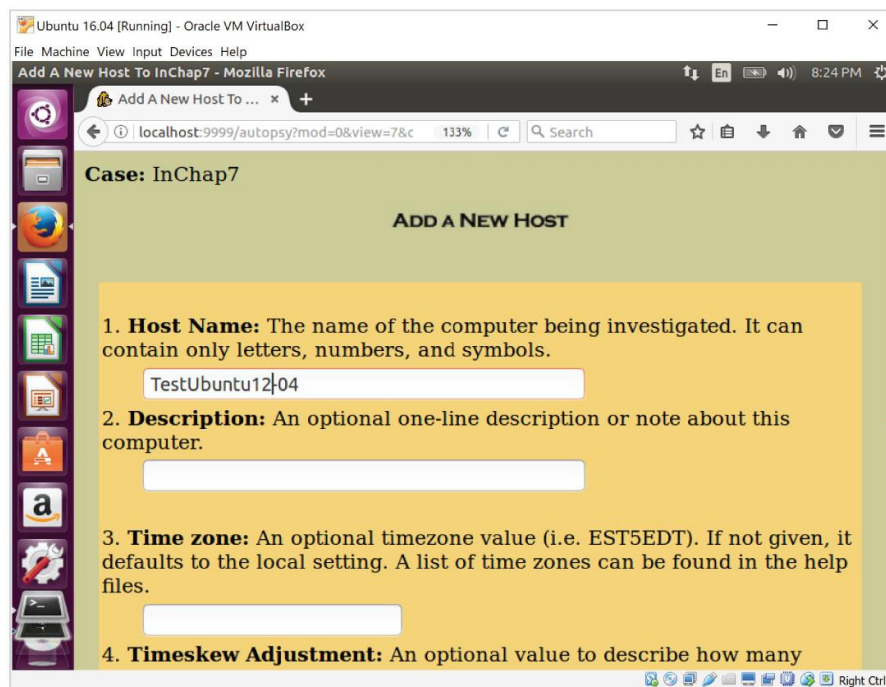 Ubuntu 16.04 [Running] - Oracle VM VirtualBox
File Machine View Input Devices Help
Add A New Host To InChap7 - Mozilla Firefox
En
8:24 PM
Add A New Host To ...
localhost:9999/autopsy?mod=0&view=7&c
133%
Search
Case: InChap7
ADD A NEW HOST
1. Host Name: The name of the computer being investigated. It can
contain only letters, numbers, and symbols.
TestUbuntu12-04
2. Description: An optional one-line description or note about this
computer.
3. Time zone: An optional timezone value (i.e. EST5EDT). If not given, it
defaults to the local setting. A list of time zones can be found in the help
files.
4. Timeskew Adjustment: An optional value to describe how many
Right Ctrl